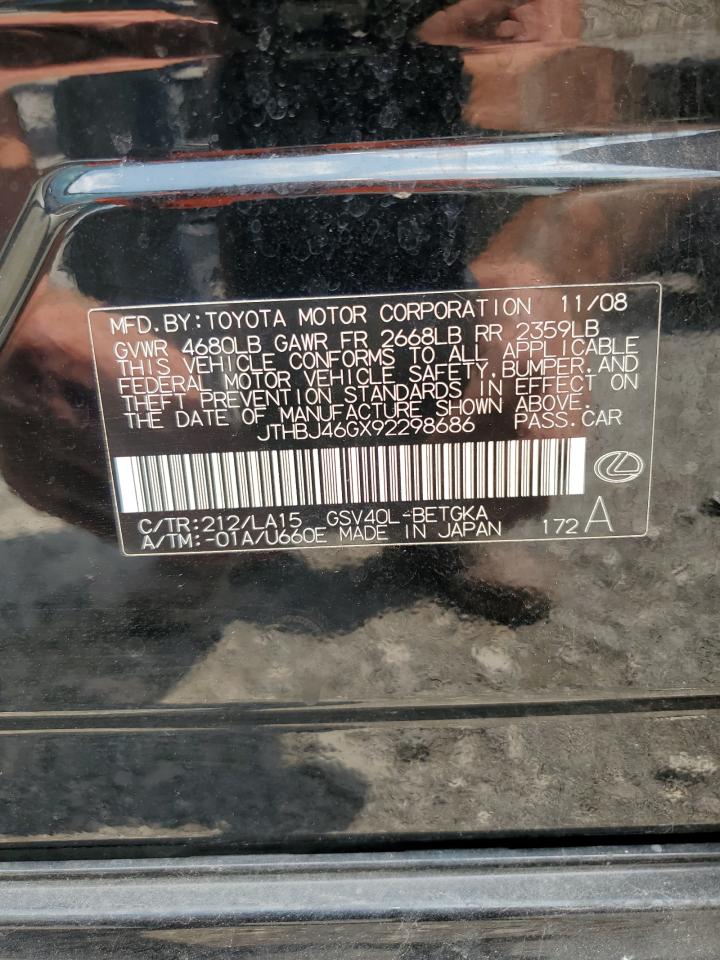 MFD.BY:TOYOTA MOTOR CORPORATION 11/08
GVWR 4680LB GAWR FR 2668LB RR 2359LB
THIS VEHICLE CONFORMS TO ALL APPLICABLE
FEDERAL MOTOR VEHICLE SAFETY,BUMPER,AND
THEFT PREVENTION STANDARDS IN EFFECT ON
THE DATE OF MANUFACTURE SHOWN ABOVE.
JTHBJ46GX92298686 PASS.CAR
C/TR:212/LA15 GSV40L-BETGKA
A/TM:-01A/U660E MADE IN JAPAN 172A